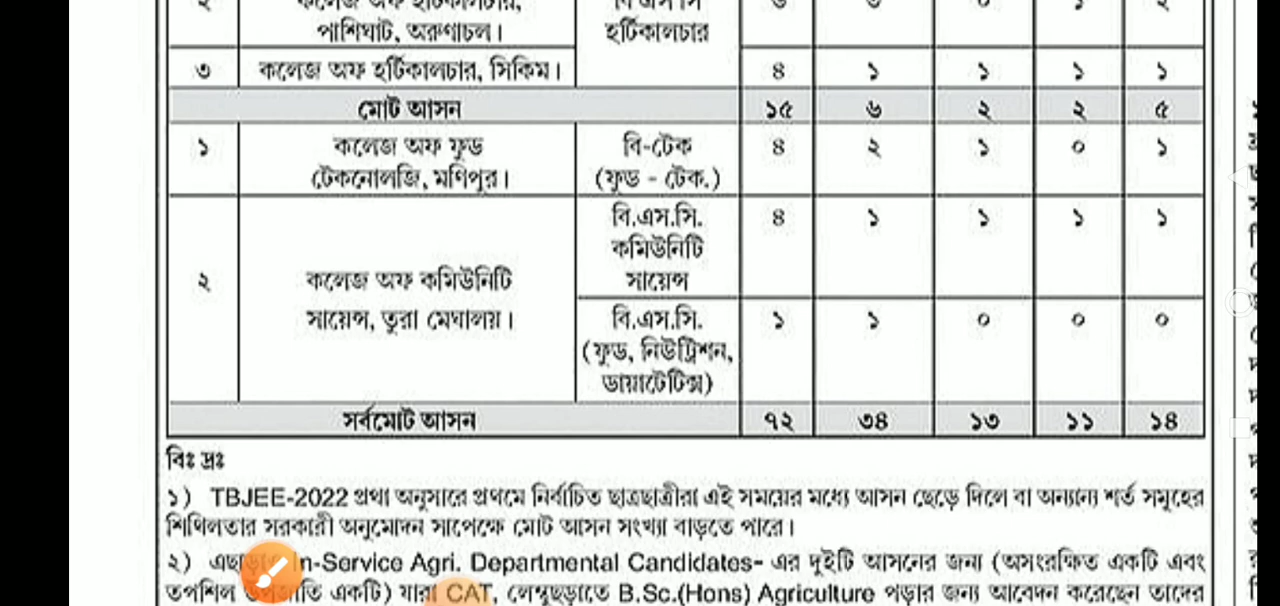 পাশিঘাট, অরুণাচল। হর্টিকালচার
৩ কলেজ অফ হর্টিকালচার, সিকিম। ৪ ১ ১ ১ ১
মোট আসন ১৫ ৬ ২ ২ ৫
১ কলেজ অফ ফুড টেকনোলজি, মণিপুর। বি-টেক (ফুড - টেক.) ৪ ২ ১ ০ ১
২ কলেজ অফ কমিউনিটি সায়েন্স, তুরা মেঘালয়।
বি.এস.সি. কমিউনিটি সায়েন্স ৪ ১ ১ ১ ১
বি.এস.সি. (ফুড, নিউট্রিশন, ডায়াটেটিক্স) ১ ১ ০ ০ ০
সর্বমোট আসন ৭২ ৩৪ ১৩ ১১ ১৪
বিঃ দ্রঃ
১) TBJEE-2022 প্রথা অনুসারে প্রথমে নির্বাচিত ছাত্রছাত্রীরা এই সময়ের মধ্যে আসন ছেড়ে দিলে বা অন্যান্য শর্ত সমূহের
শিথিলতার সরকারী অনুমোদন সাপেক্ষে মোট আসন সংখ্যা বাড়তে পারে।
২) In-Service Agri. Departmental Candidates- এর দুইটি আসনের জন্য (অসংরক্ষিত একটি এবং
তপশিল একটি) যারা CAT, লেম্বুছড়াতে B.Sc.(Hons) Agriculture পড়ার জন্য আবেদন করেছেন তাদের